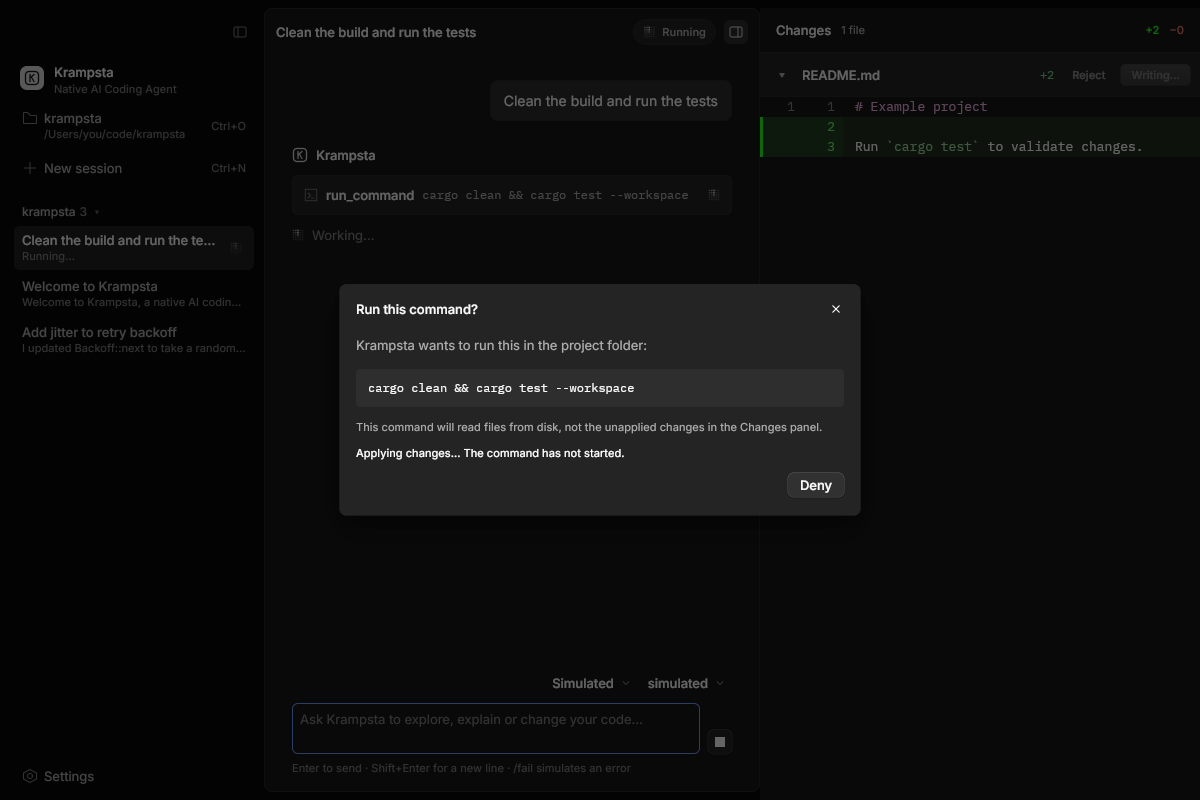 Krampsta
Native AI Coding Agent
krampsta
/Users/you/code/krampsta
Ctrl+O
New session
Ctrl+N
krampsta 3
Clean the build and run the te...
Running...
Welcome to Krampsta
Welcome to Krampsta, a native AI codin...
Add jitter to retry backoff
I updated Backoff::next to take a random...
Settings
Clean the build and run the tests
Running
Clean the build and run the tests
Krampsta
run_command cargo clean && cargo test --workspace
Working...
Run this command?
Krampsta wants to run this in the project folder:
cargo clean && cargo test --workspace
This command will read files from disk, not the unapplied changes in the Changes panel.
Applying changes... The command has not started.
Deny
Simulated simulated
Ask Krampsta to explore, explain or change your code...
Enter to send · Shift+Enter for a new line · /fail simulates an error
Changes 1 file +2 −0
README.md +2 Reject Writing...
1 1 # Example project
2
3 Run `cargo test` to validate changes.